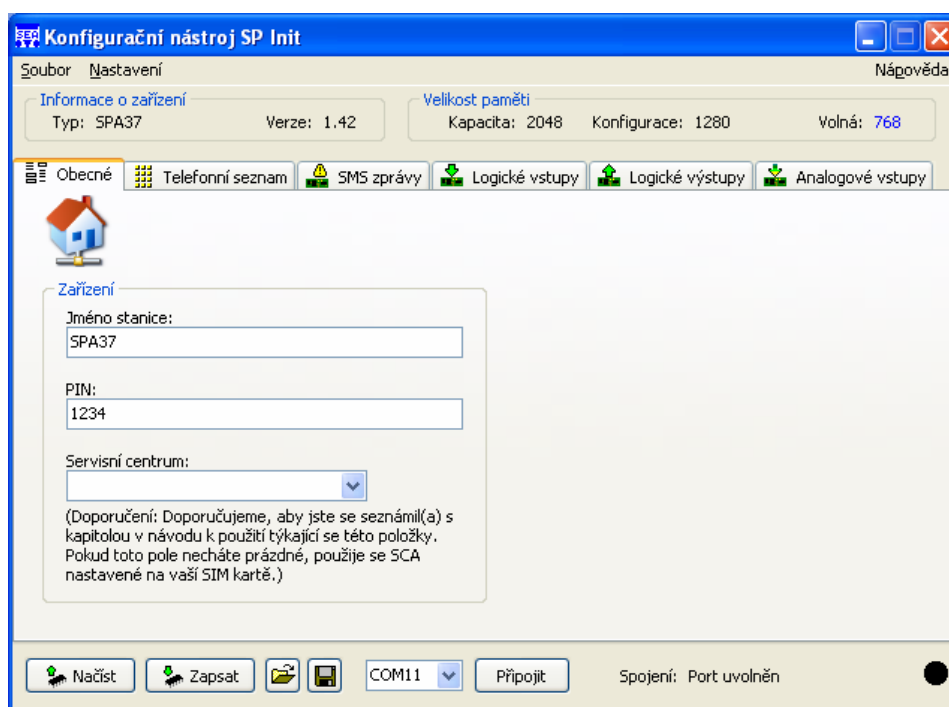 Konfigurační nástroj SP Init
Soubor Nastavení Nápověda
Informace o zařízení Velikost paměti
Typ: SPA37 Verze: 1.42 Kapacita: 2048 Konfigurace: 1280 Volná: 768
Obecné Telefonní seznam SMS zprávy Logické vstupy Logické výstupy Analogové vstupy
Zařízení
Jméno stanice:
SPA37
PIN:
1234
Servisní centrum:
(Doporučení: Doporučujeme, aby jste se seznámil(a) s
kapitolou v návodu k použití týkající se této položky.
Pokud toto pole necháte prázdné, použije se SCA
nastavené na vaší SIM kartě.)
Načíst Zapsat COM11 Připojit Spojení: Port uvolněn